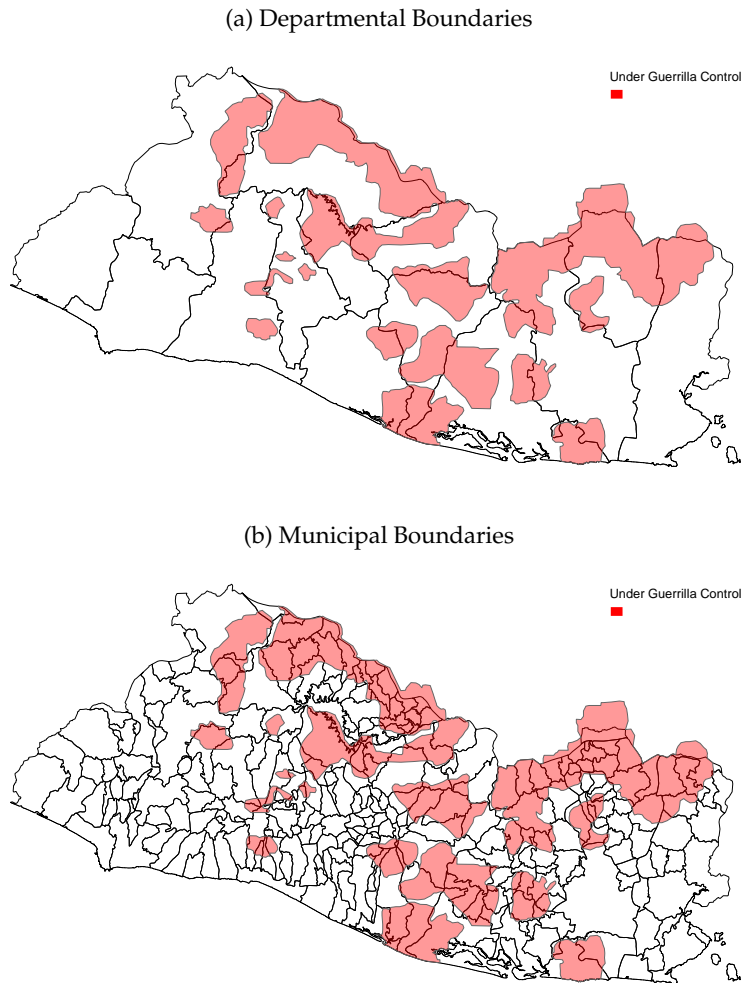 (a) Departmental Boundaries
Under Guerrilla Control
(b) Municipal Boundaries
Under Guerrilla Control